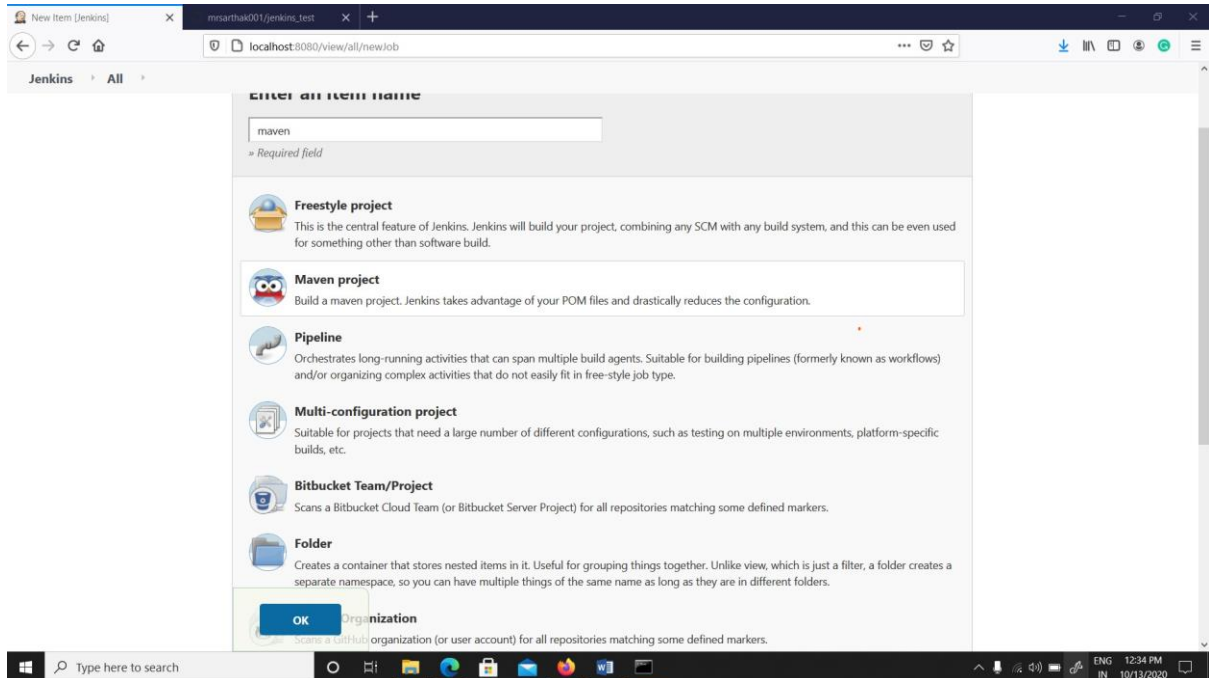 New Item [Jenkins]
mrsarthak001/jenkins_test
localhost:8080/view/all/newJob
Jenkins
All
Enter an item name
maven
» Required field
Freestyle project
This is the central feature of Jenkins. Jenkins will build your project, combining any SCM with any build system, and this can be even used
for something other than software build.
Maven project
Build a maven project. Jenkins takes advantage of your POM files and drastically reduces the configuration.
Pipeline
Orchestrates long-running activities that can span multiple build agents. Suitable for building pipelines (formerly known as workflows)
and/or organizing complex activities that do not easily fit in free-style job type.
Multi-configuration project
Suitable for projects that need a large number of different configurations, such as testing on multiple environments, platform-specific
builds, etc.
Bitbucket Team/Project
Scans a Bitbucket Cloud Team (or Bitbucket Server Project) for all repositories matching some defined markers.
Folder
Creates a container that stores nested items in it. Useful for grouping things together. Unlike view, which is just a filter, a folder creates a
separate namespace, so you can have multiple things of the same name as long as they are in different folders.
OK
Organization
Scans a GitHub organization (or user account) for all repositories matching some defined markers.
Type here to search
ENG 12:34 PM
IN 10/13/2020